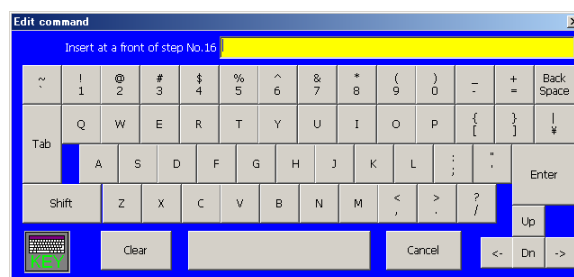 Edit command
Insert at a front of step No.16
~ ! @ # $ % ^ & * ( ) _ + Back
` 1 2 3 4 5 6 7 8 9 0 - = Space
Tab Q W E R T Y U I O P { } |
[ ] ¥
A S D F G H J K L : "
; ' Enter
Shift Z X C V B N M < > ?
, . /
Up
KEY Clear Cancel <- Dn ->